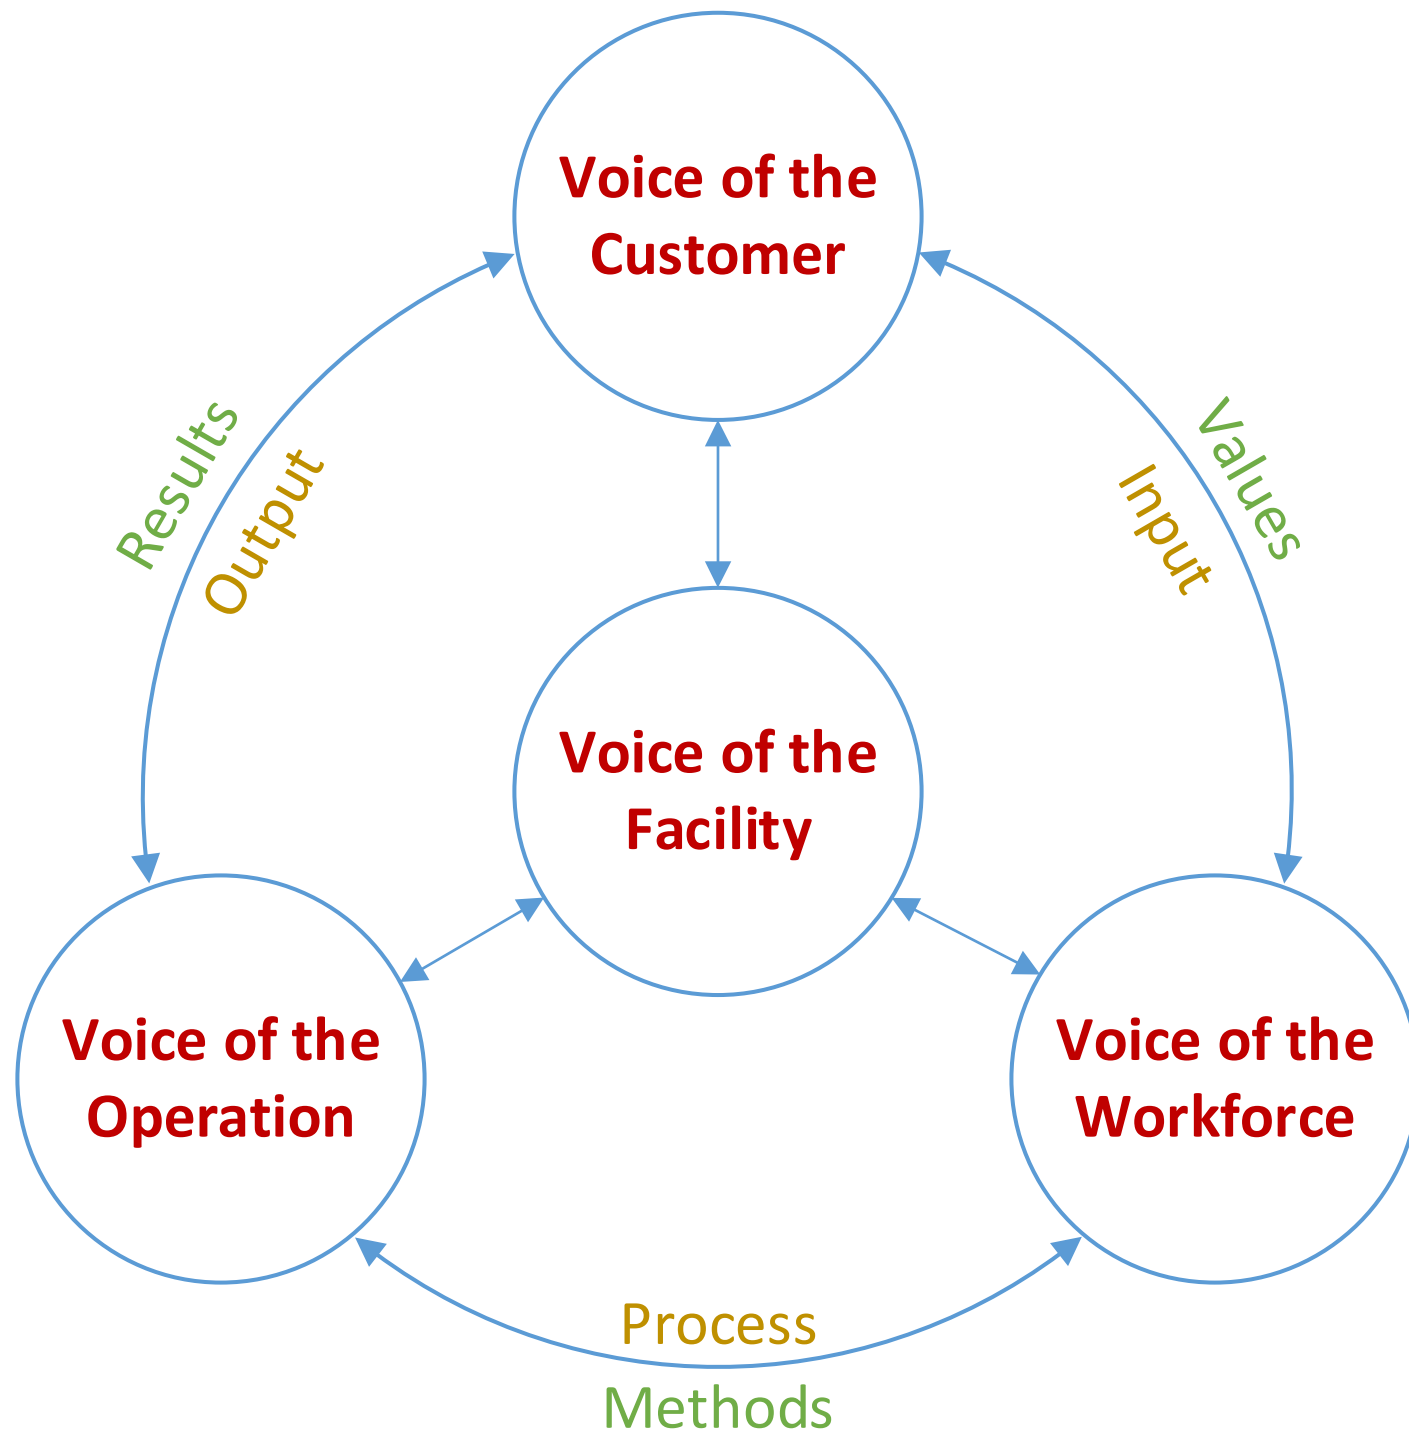 Voice of the
Customer
Results
Output
Values
Input
Voice of the
Facility
Voice of the
Operation
Voice of the
Workforce
Process
Methods